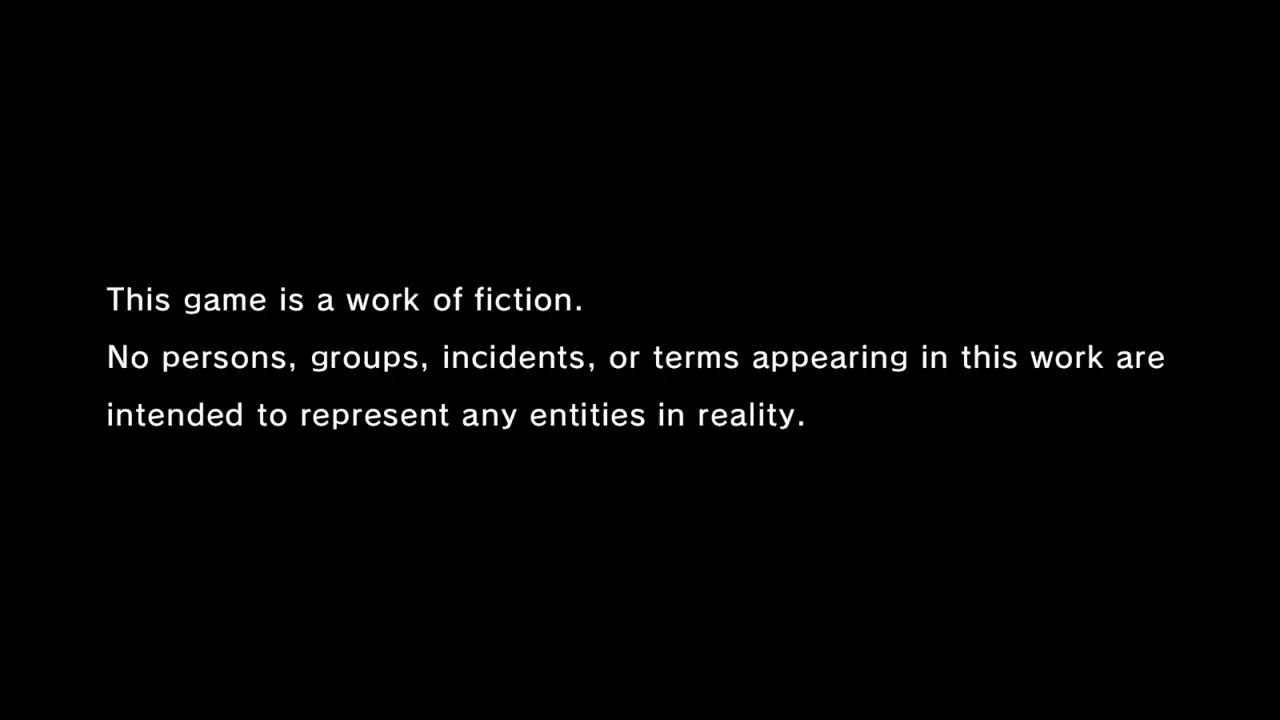 This game is a work of fiction.
No persons, groups, incidents, or terms appearing in this work are
intended to represent any entities in reality.